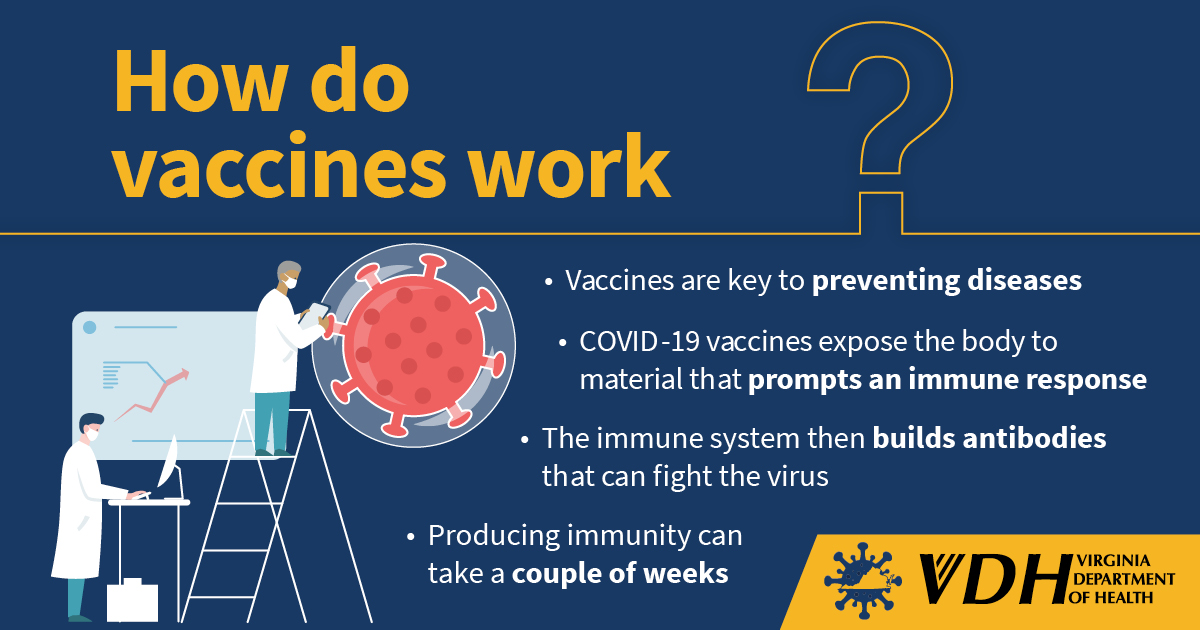 How do
vaccines work
?
• Vaccines are key to preventing diseases
• COVID-19 vaccines expose the body to
material that prompts an immune response
• The immune system then builds antibodies
that can fight the virus
• Producing immunity can
take a couple of weeks
VDH VIRGINIA
DEPARTMENT
OF HEALTH